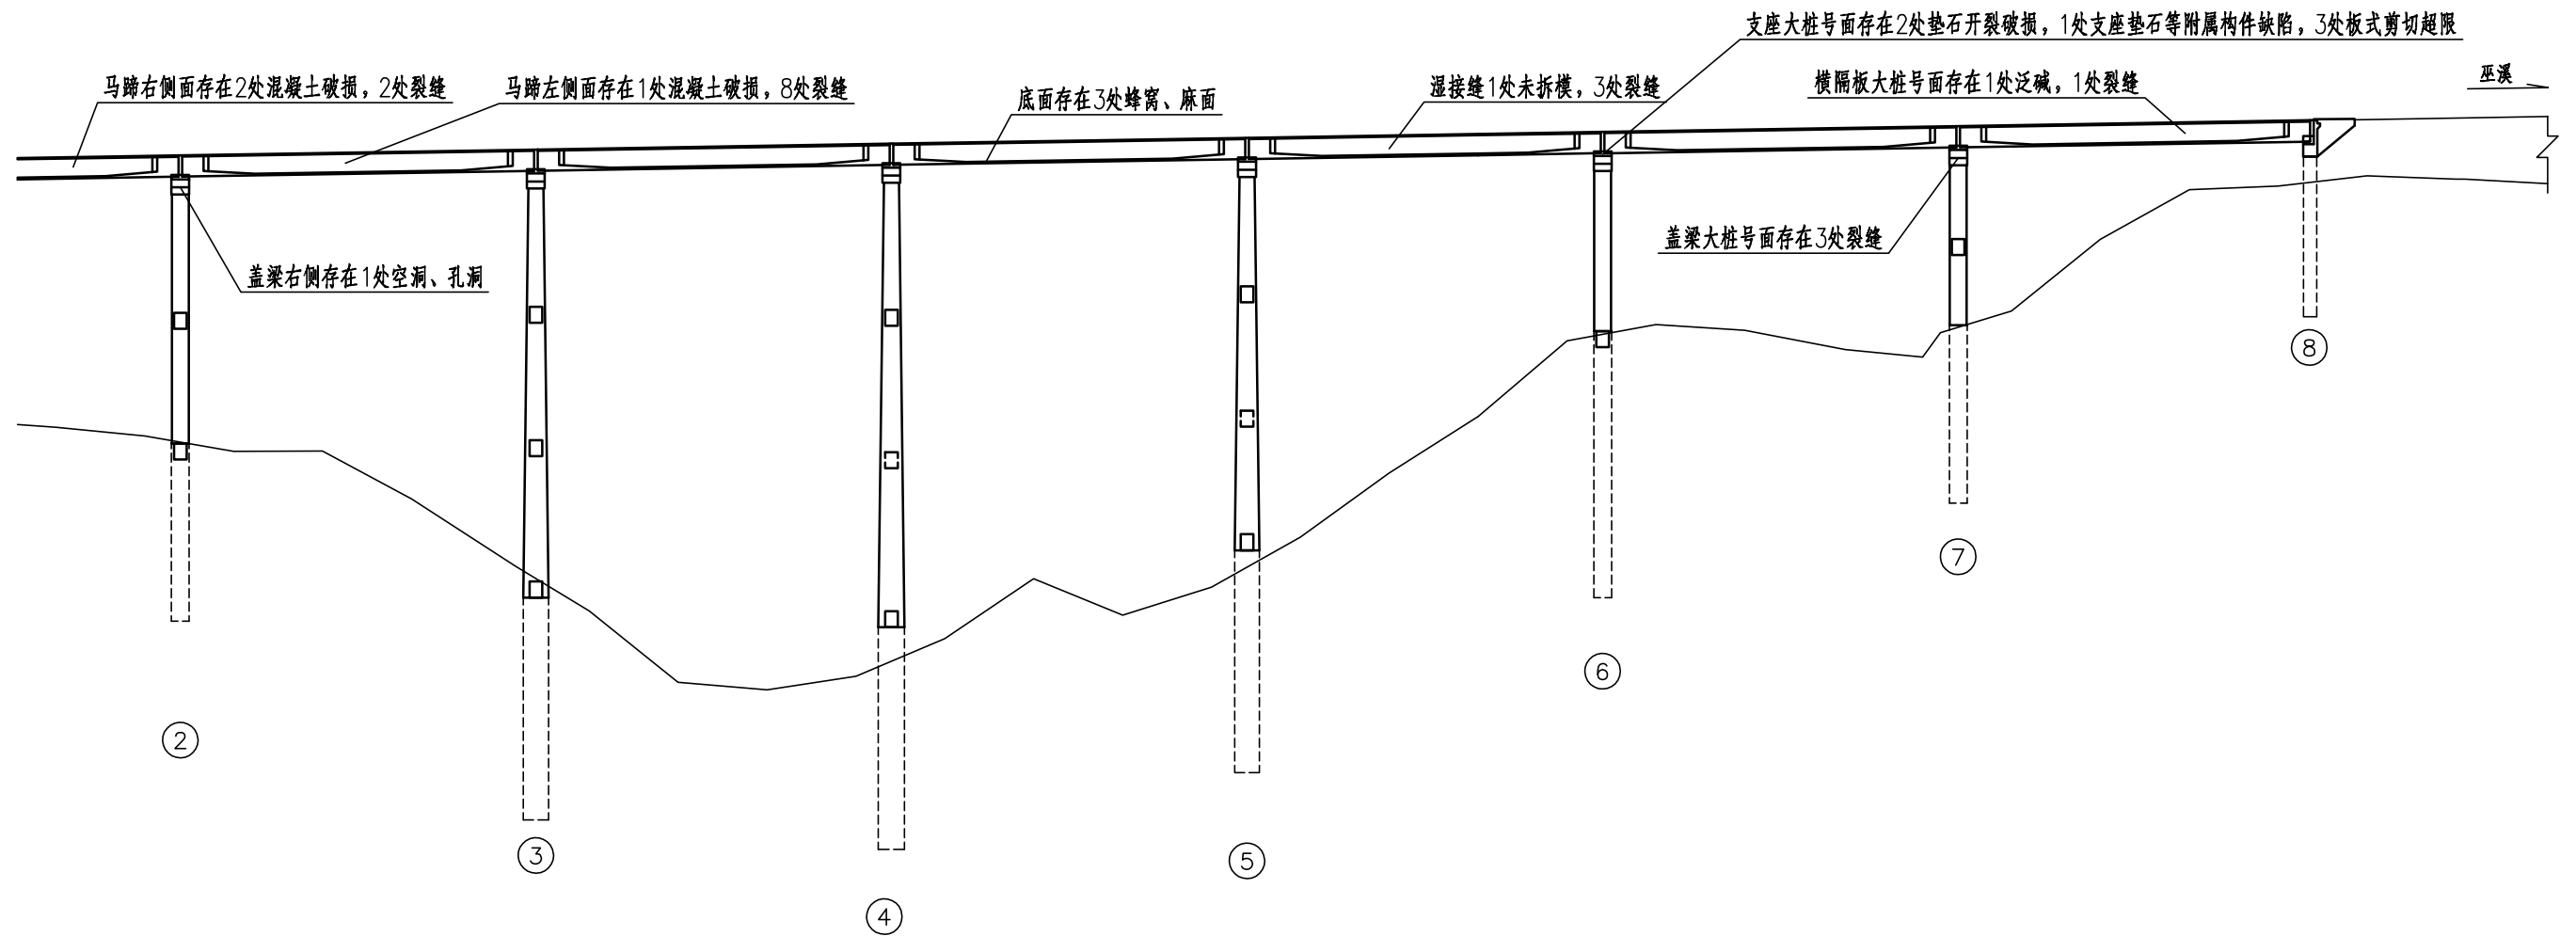 支座大桩号面存在2处垫石开裂破损，1处支座垫石等附属构件缺陷，3处板式剪切超限
马蹄右侧面存在2处混凝土破损，2处裂缝
马蹄左侧面存在1处混凝土破损，8处裂缝
底面存在3处蜂窝、麻面
湿接缝1处未拆模，3处裂缝
横隔板大桩号面存在1处泛碱，1处裂缝
巫溪
盖梁右侧存在1处空洞、孔洞
盖梁大桩号面存在3处裂缝
2
3
4
5
6
7
8